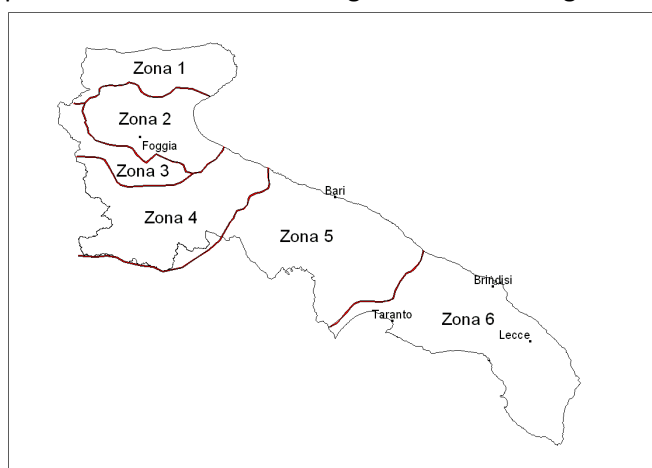 Zona 1
Zona 2
Foggia
Zona 3
Bari
Zona 4
Zona 5
Brindisi
Taranto
Zona 6
Lecce